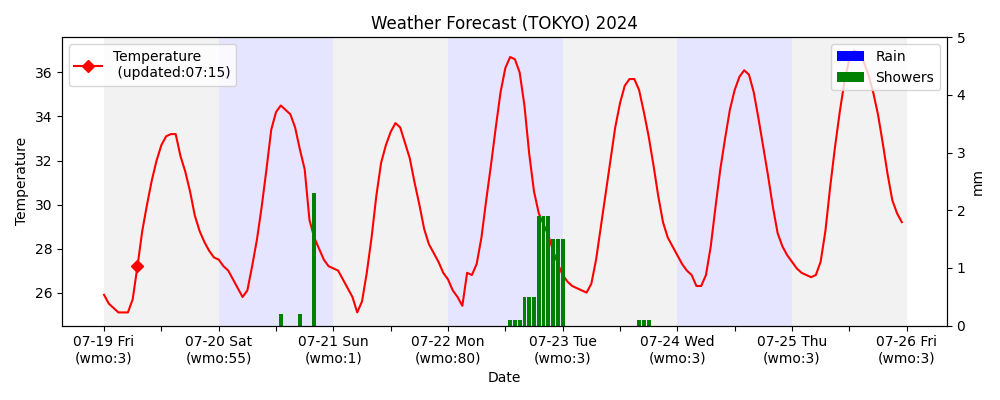 Weather Forecast (TOKYO) 2024
Temperature
(updated:07:15)
Rain
Showers
Temperature
36
34
32
30
28
26
5
4
3
2
1
0
mm
07-19 Fri
(wmo:3)
07-20 Sat
(wmo:55)
07-21 Sun
(wmo:1)
07-22 Mon
(wmo:80)
07-23 Tue
(wmo:3)
07-24 Wed
(wmo:3)
07-25 Thu
(wmo:3)
07-26 Fri
(wmo:3)
Date